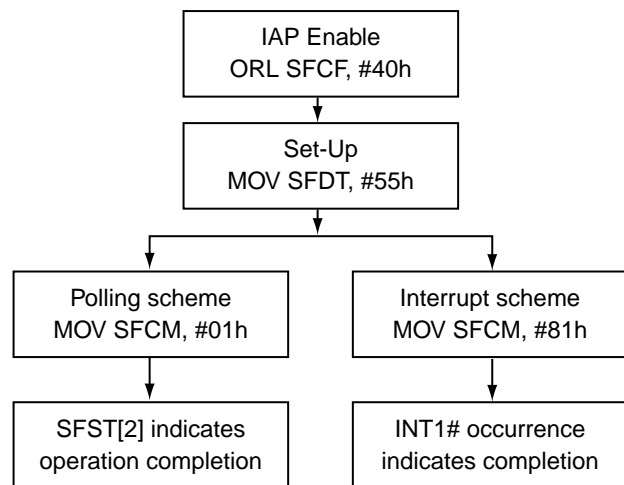 IAP Enable
ORL SFCF, #40h
Set-Up
MOV SFDT, #55h
Polling scheme
MOV SFCM, #01h
Interrupt scheme
MOV SFCM, #81h
SFST[2] indicates
operation completion
INT1# occurrence
indicates completion